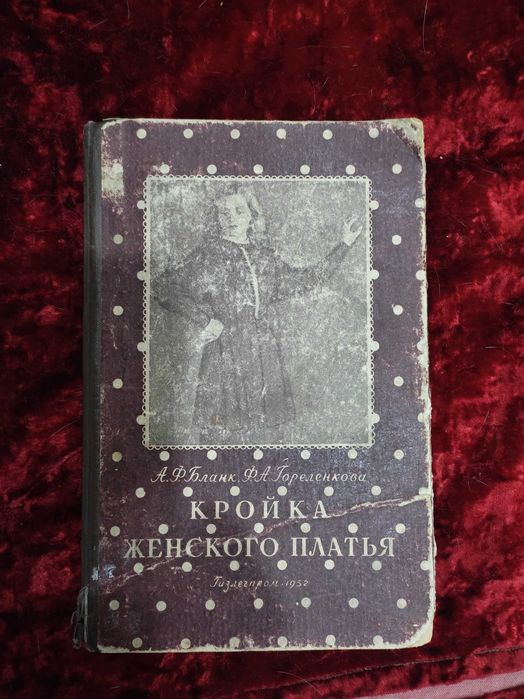 А.Ф.Бланк. Ф.А.Гореленкова
КРОЙКА
ЖЕНСКОГО ПЛАТЬЯ
Гизлегпром-1952